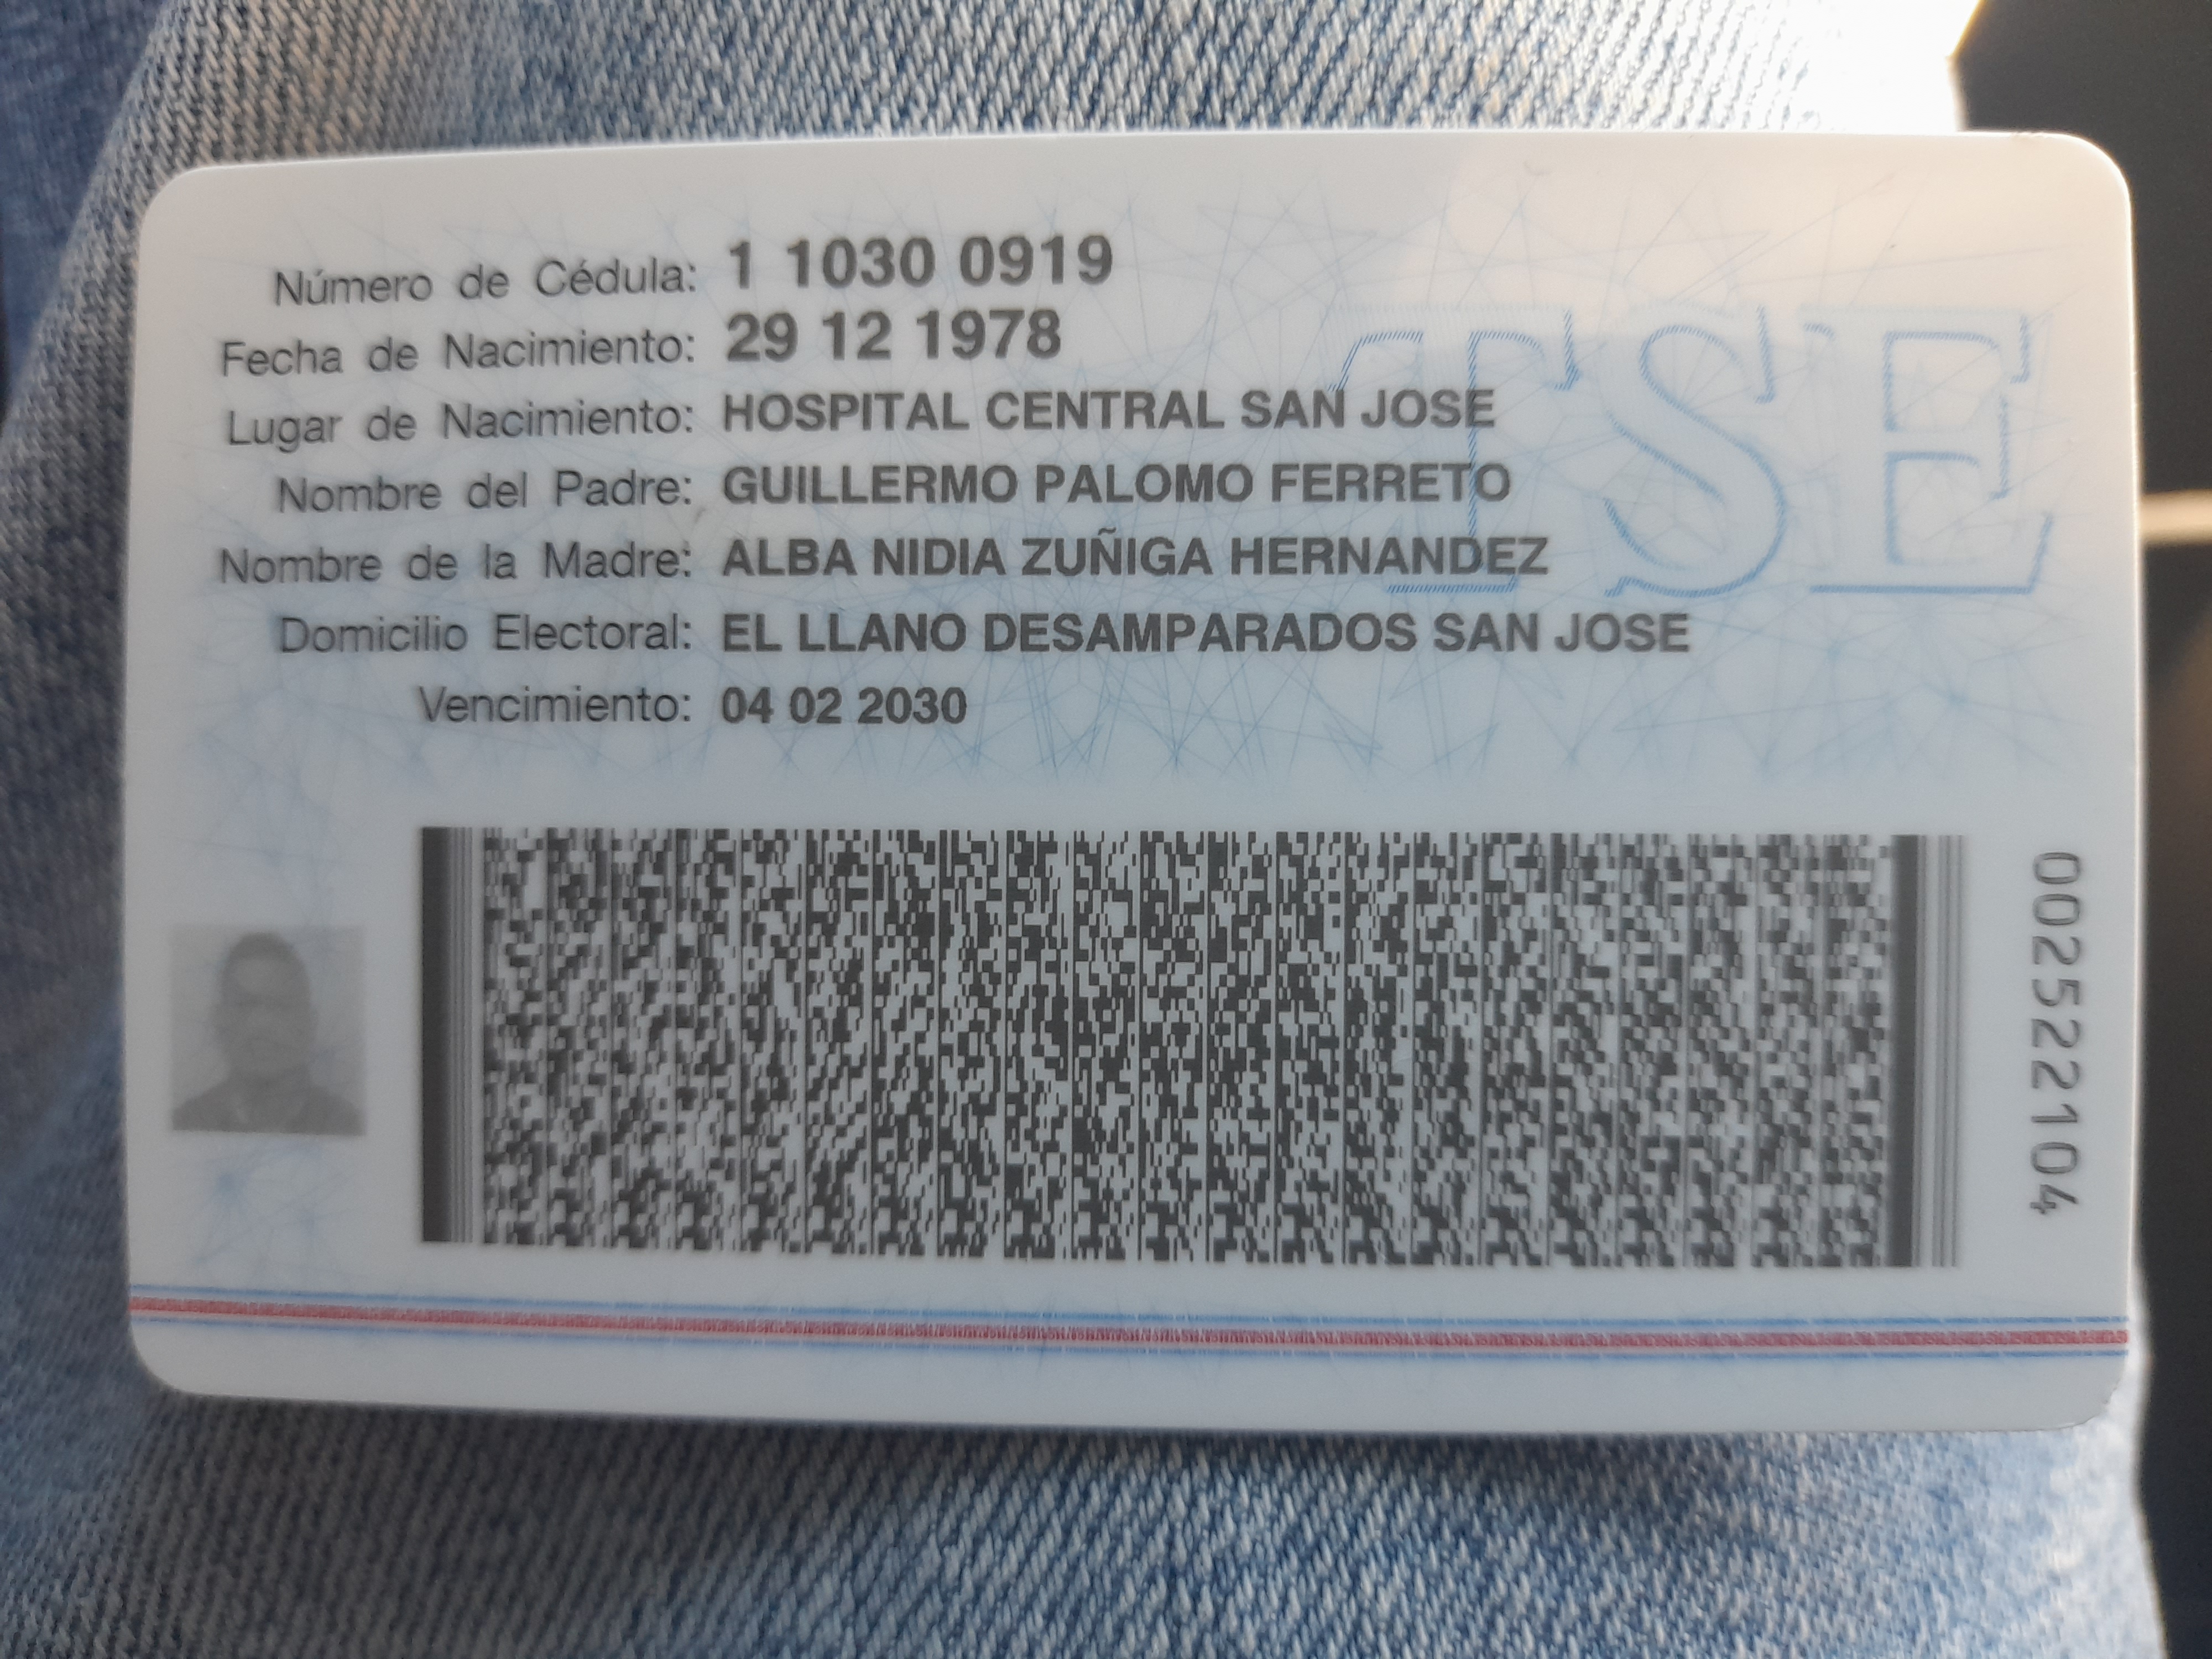 Número de Cédula: 1 1030 0919
Fecha de Nacimiento: 29 12 1978
Lugar de Nacimiento: HOSPITAL CENTRAL SAN JOSE
Nombre del Padre: GUILLERMO PALOMO FERRETO
Nombre de la Madre: ALBA NIDIA ZUÑIGA HERNANDEZ
Domicilio Electoral: EL LLANO DESAMPARADOS SAN JOSE
Vencimiento: 04 02 2030
TSE
002522104